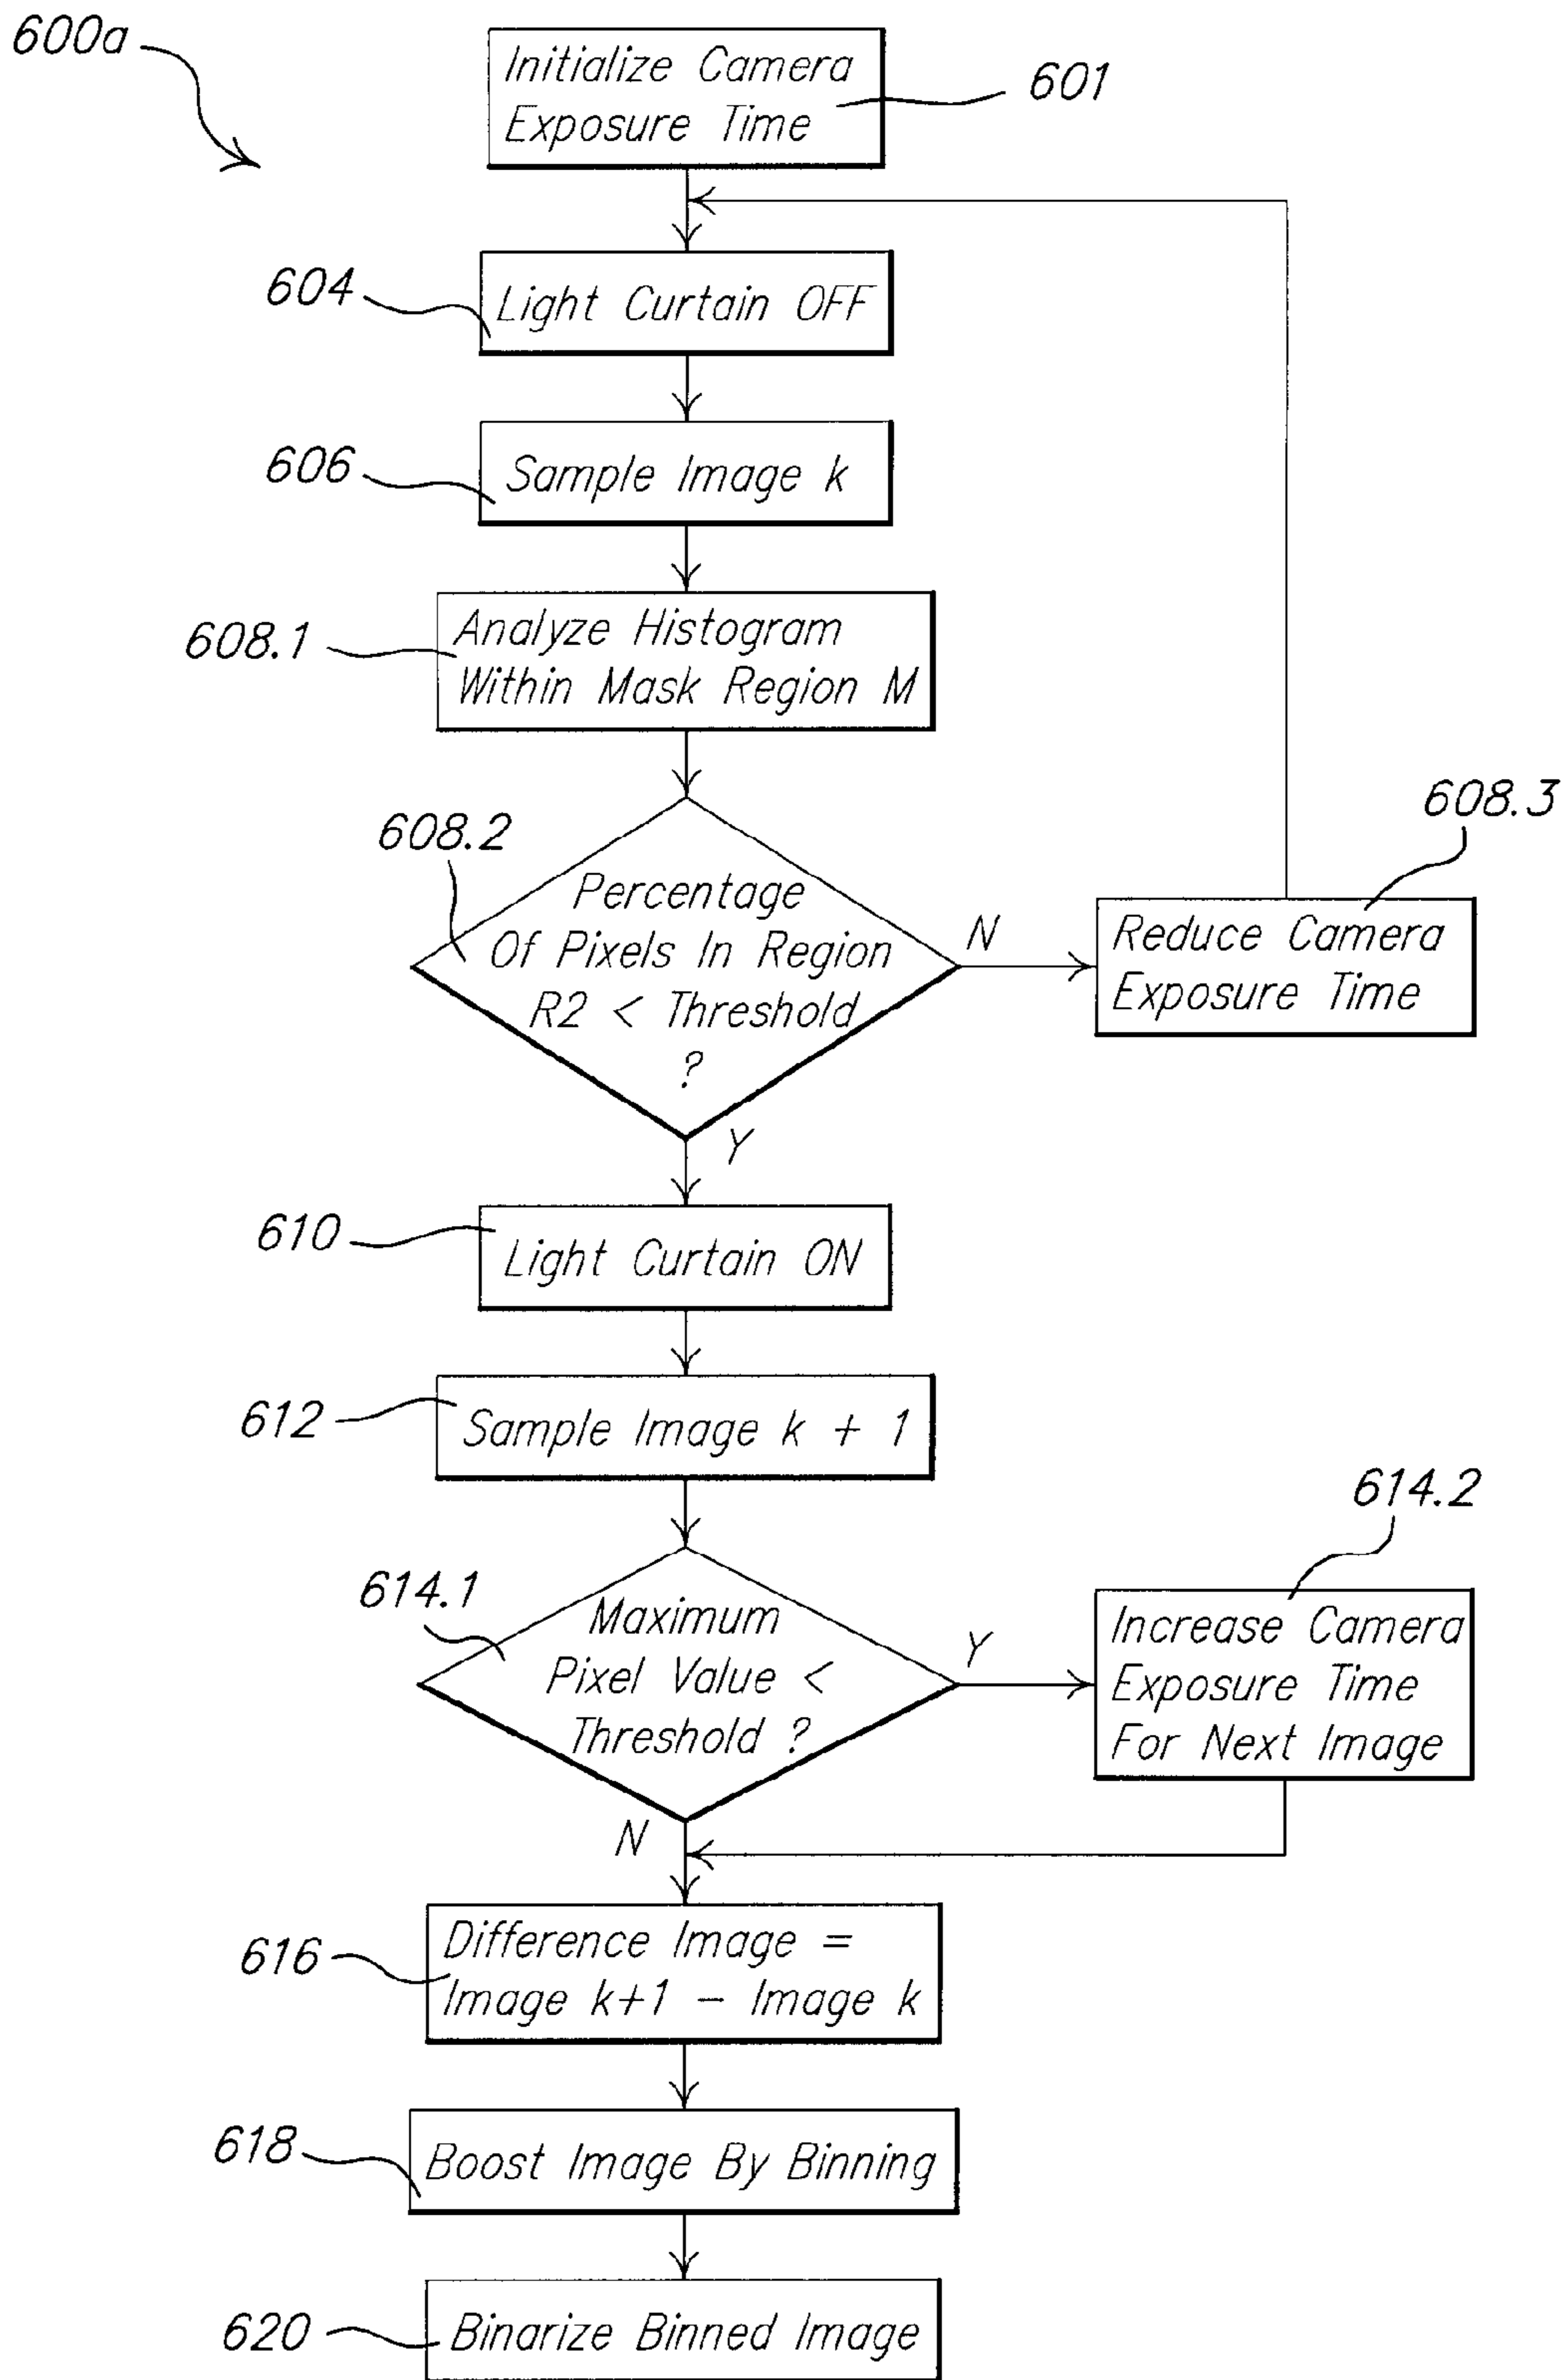 600a
Initialize Camera
Exposure Time
601
604
Light Curtain OFF
606
Sample Image k
608.1
Analyze Histogram
Within Mask Region M
608.2
Percentage
Of Pixels In Region
R2 < Threshold
?
N
608.3
Reduce Camera
Exposure Time
Y
610
Light Curtain ON
612
Sample Image k + 1
614.1
Maximum
Pixel Value <
Threshold ?
Y
614.2
Increase Camera
Exposure Time
For Next Image
N
616
Difference Image =
Image k+1 - Image k
618
Boost Image By Binning
620
Binarize Binned Image